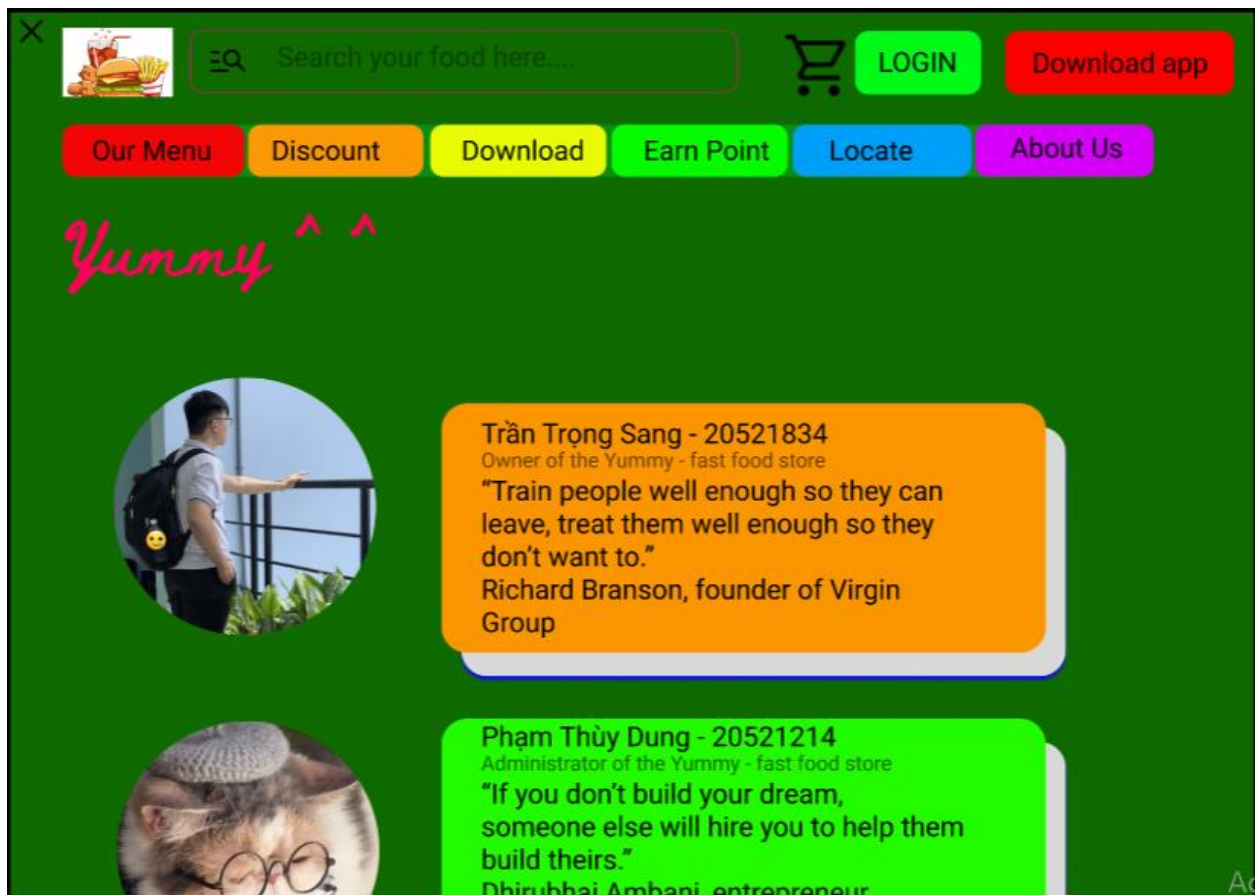 Search your food here....
LOGIN
Download app
Our Menu
Discount
Download
Earn Point
Locate
About Us
Yummy ^ ^
Trần Trọng Sang - 20521834
Owner of the Yummy - fast food store
“Train people well enough so they can
leave, treat them well enough so they
don’t want to.”
Richard Branson, founder of Virgin
Group
Phạm Thùy Dung - 20521214
Administrator of the Yummy - fast food store
“If you don’t build your dream,
someone else will hire you to help them
build theirs.”
Dhirubhai Ambani, entrepreneur